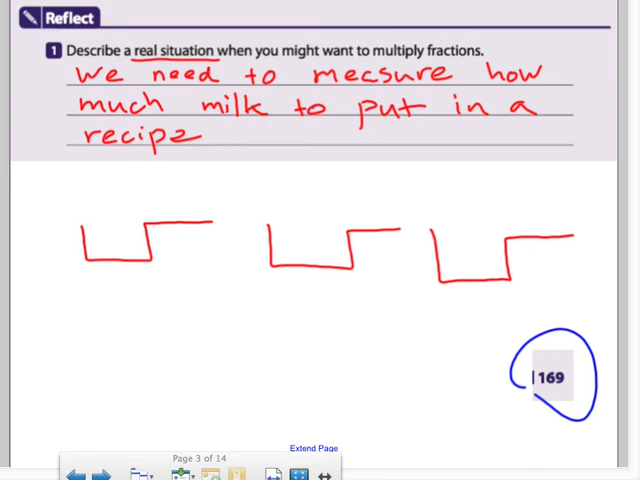 Reflect
1 Describe a real situation when you might want to multiply fractions.
We need to measure how
much milk to put in a
recipe
169
Extend Page
Page 3 of 14